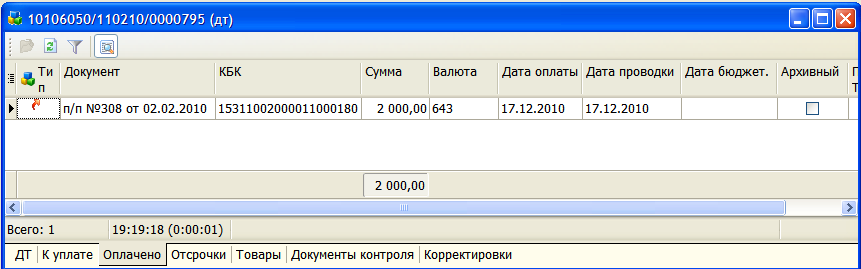 10106050/110210/0000795 (дт)
Тип Документ КБК Сумма Валюта Дата оплаты Дата проводки Дата бюджет. Архивный
п/п №308 от 02.02.2010 15311002000011000180 2 000,00 643 17.12.2010 17.12.2010
2 000,00
Всего: 1 19:19:18 (0:00:01)
ДТ К уплате Оплачено Отсрочки Товары Документы контроля Корректировки